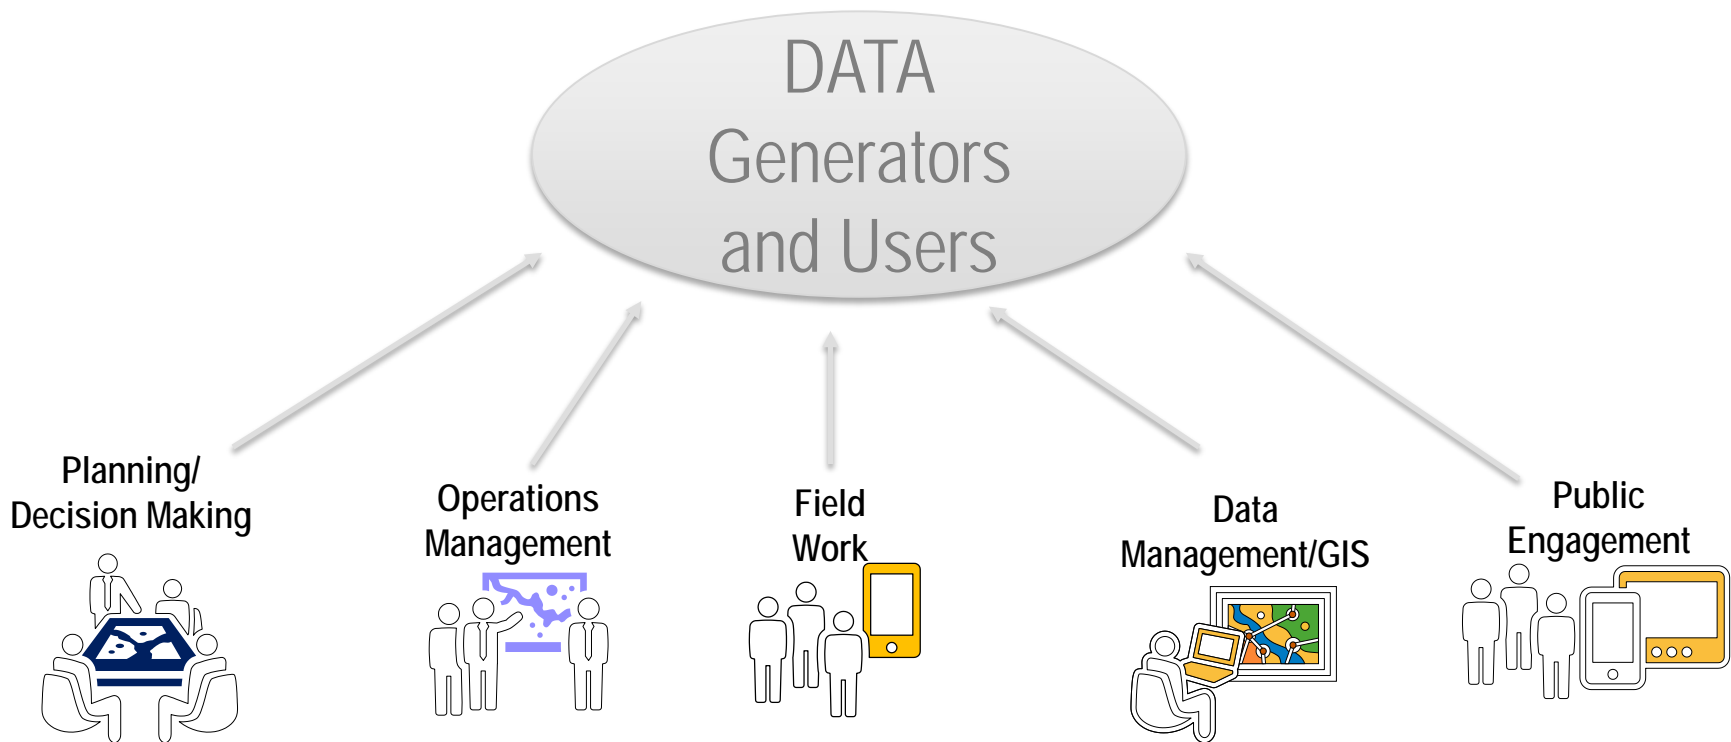 DATA
Generators
and Users
Planning/
Decision Making
Operations
Management
Field
Work
Data
Management/GIS
Public
Engagement